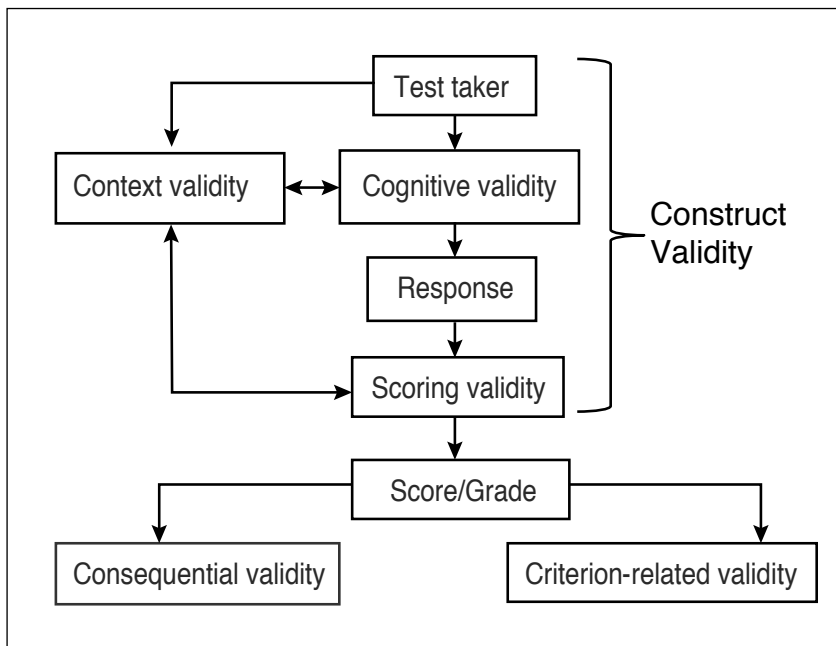 Test taker
Context validity
Cognitive validity
Construct
Validity
Response
Scoring validity
Score/Grade
Consequential validity
Criterion-related validity